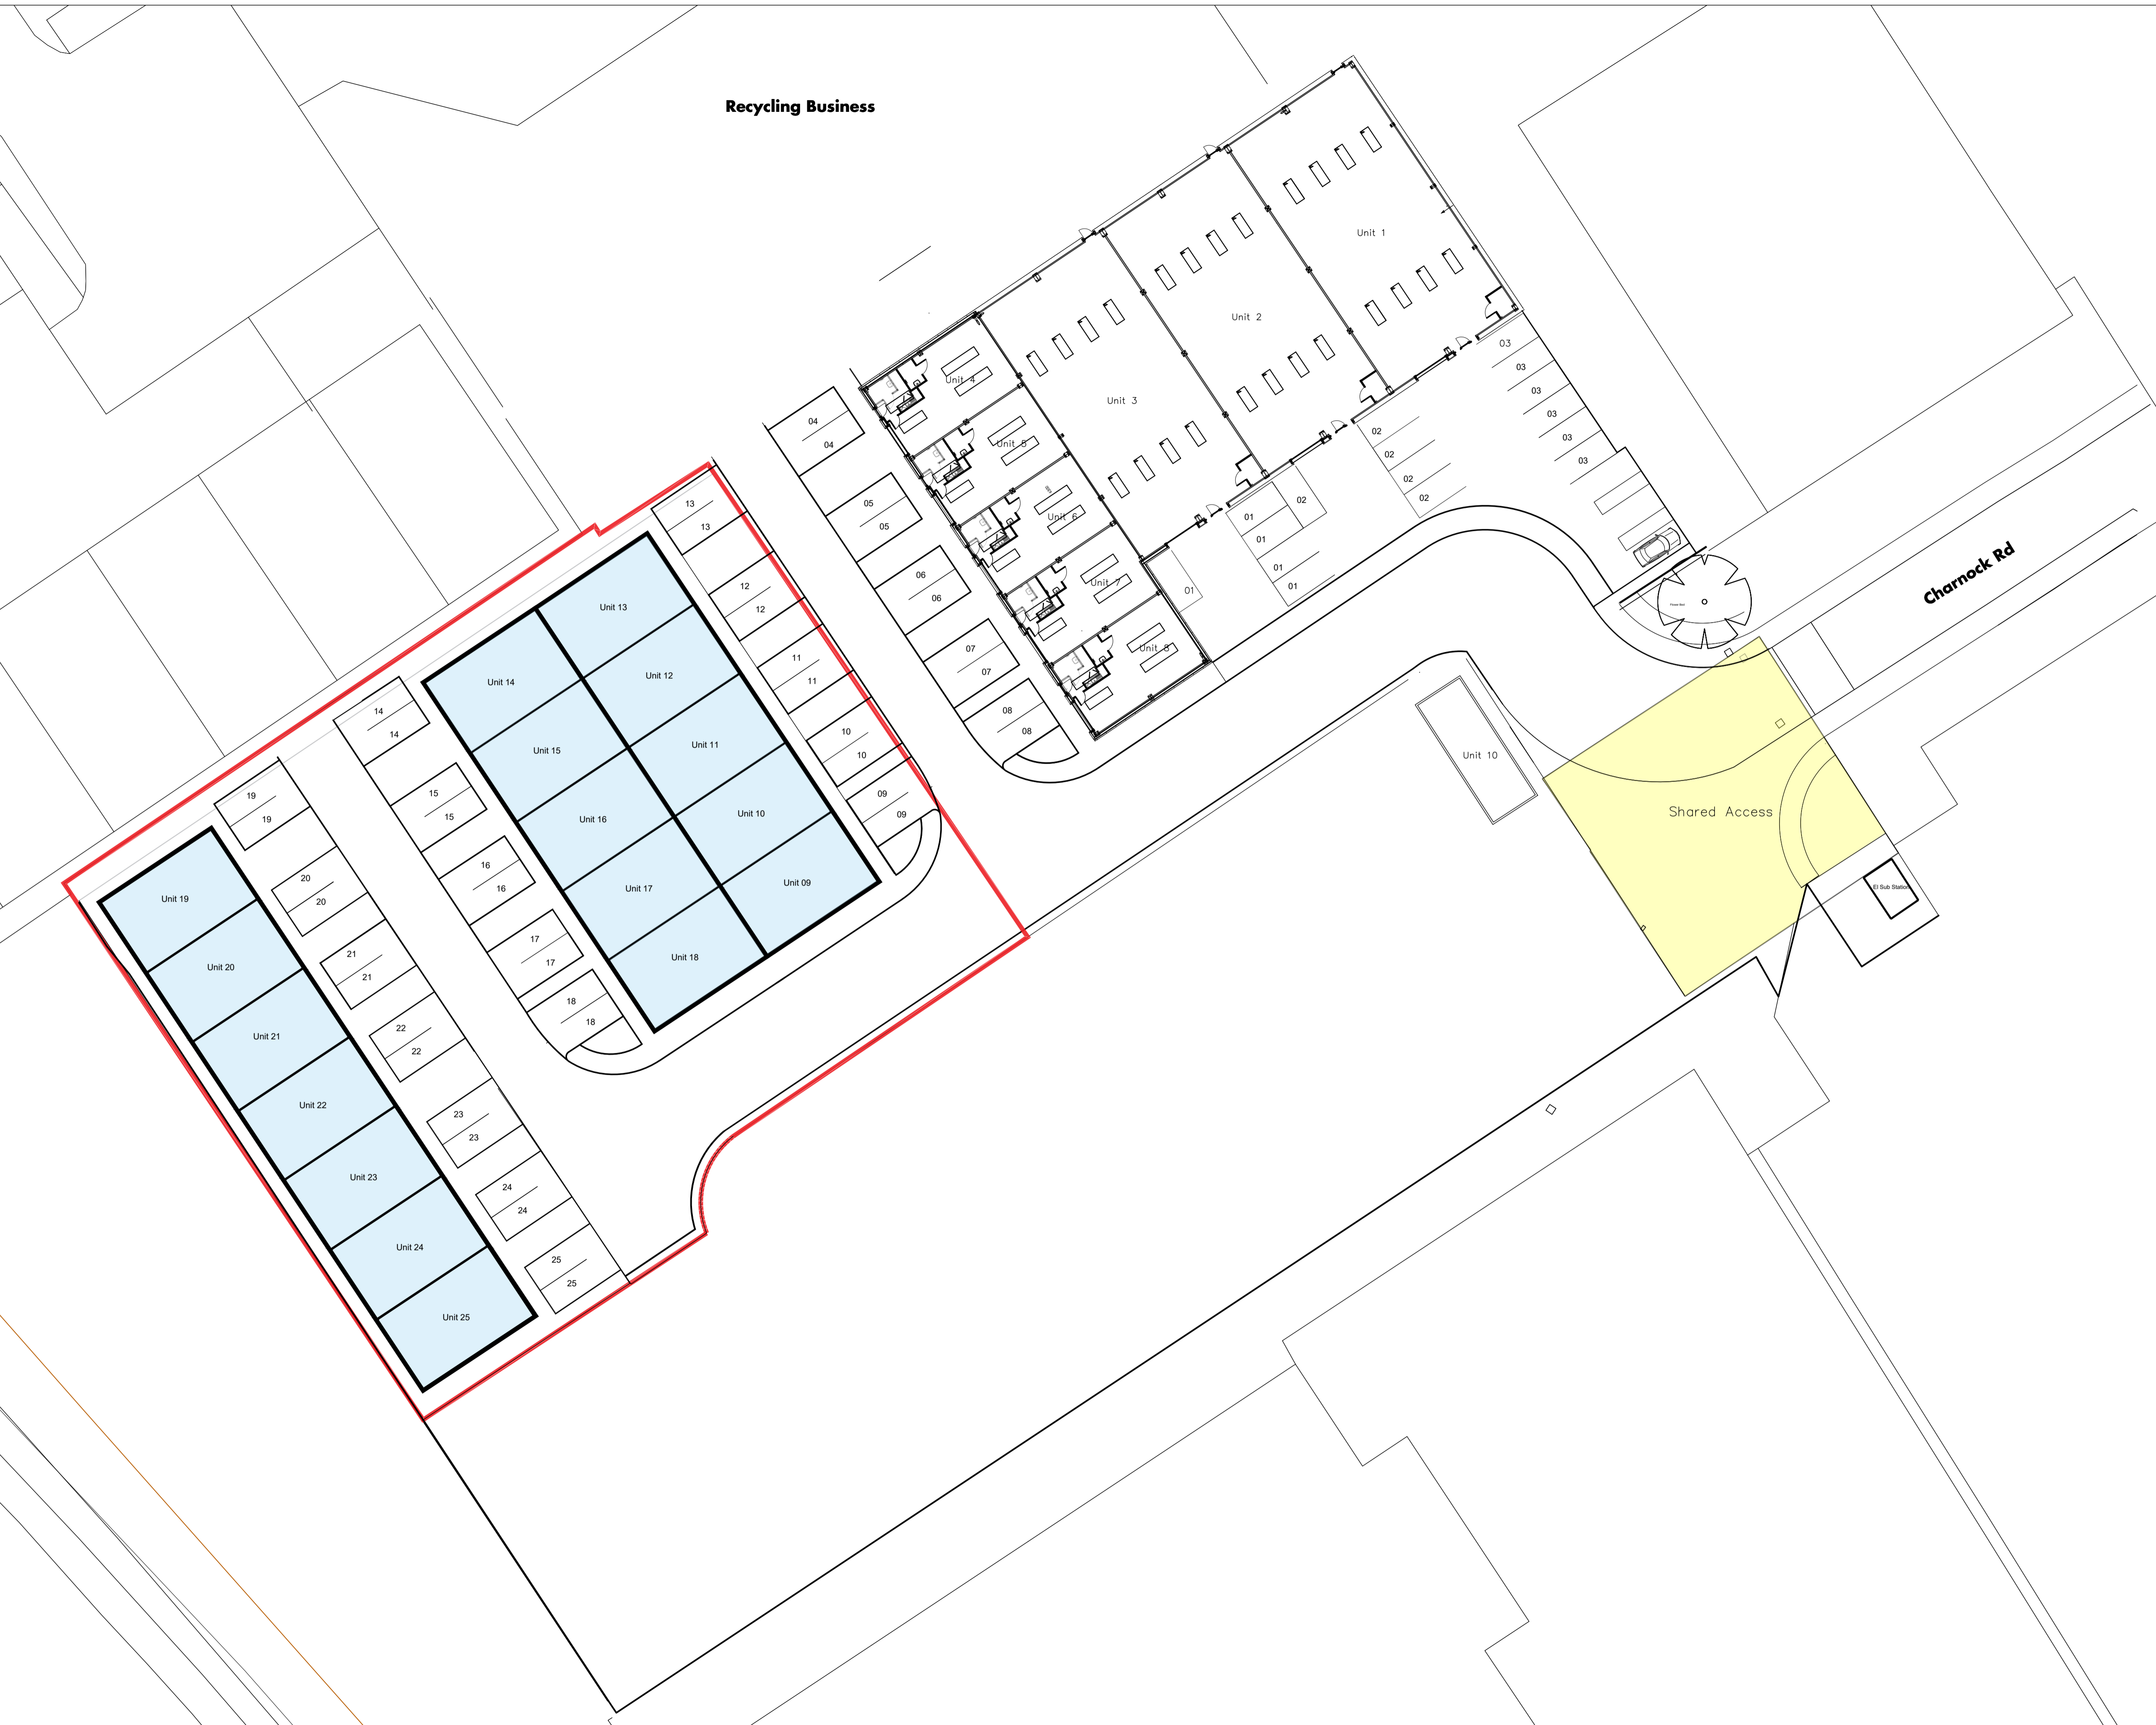 Recycling Business
Unit 1
Unit 2
Unit 3
Unit 4
Unit 5
Unit 6
Unit 7
Unit 8
03
03
03
03
03
03
02
02
02
02
02
01
01
01
01
01
04
04
05
05
06
06
07
07
08
08
Charnock Rd
Unit 10
Shared Access
El Sub Station
13
13
12
12
11
11
10
10
09
09
Unit 13
Unit 12
Unit 11
Unit 10
Unit 09
Unit 14
Unit 15
Unit 16
Unit 17
Unit 18
14
14
15
15
16
16
17
17
18
18
19
19
20
20
21
21
22
22
23
23
24
24
25
25
Unit 19
Unit 20
Unit 21
Unit 22
Unit 23
Unit 24
Unit 25